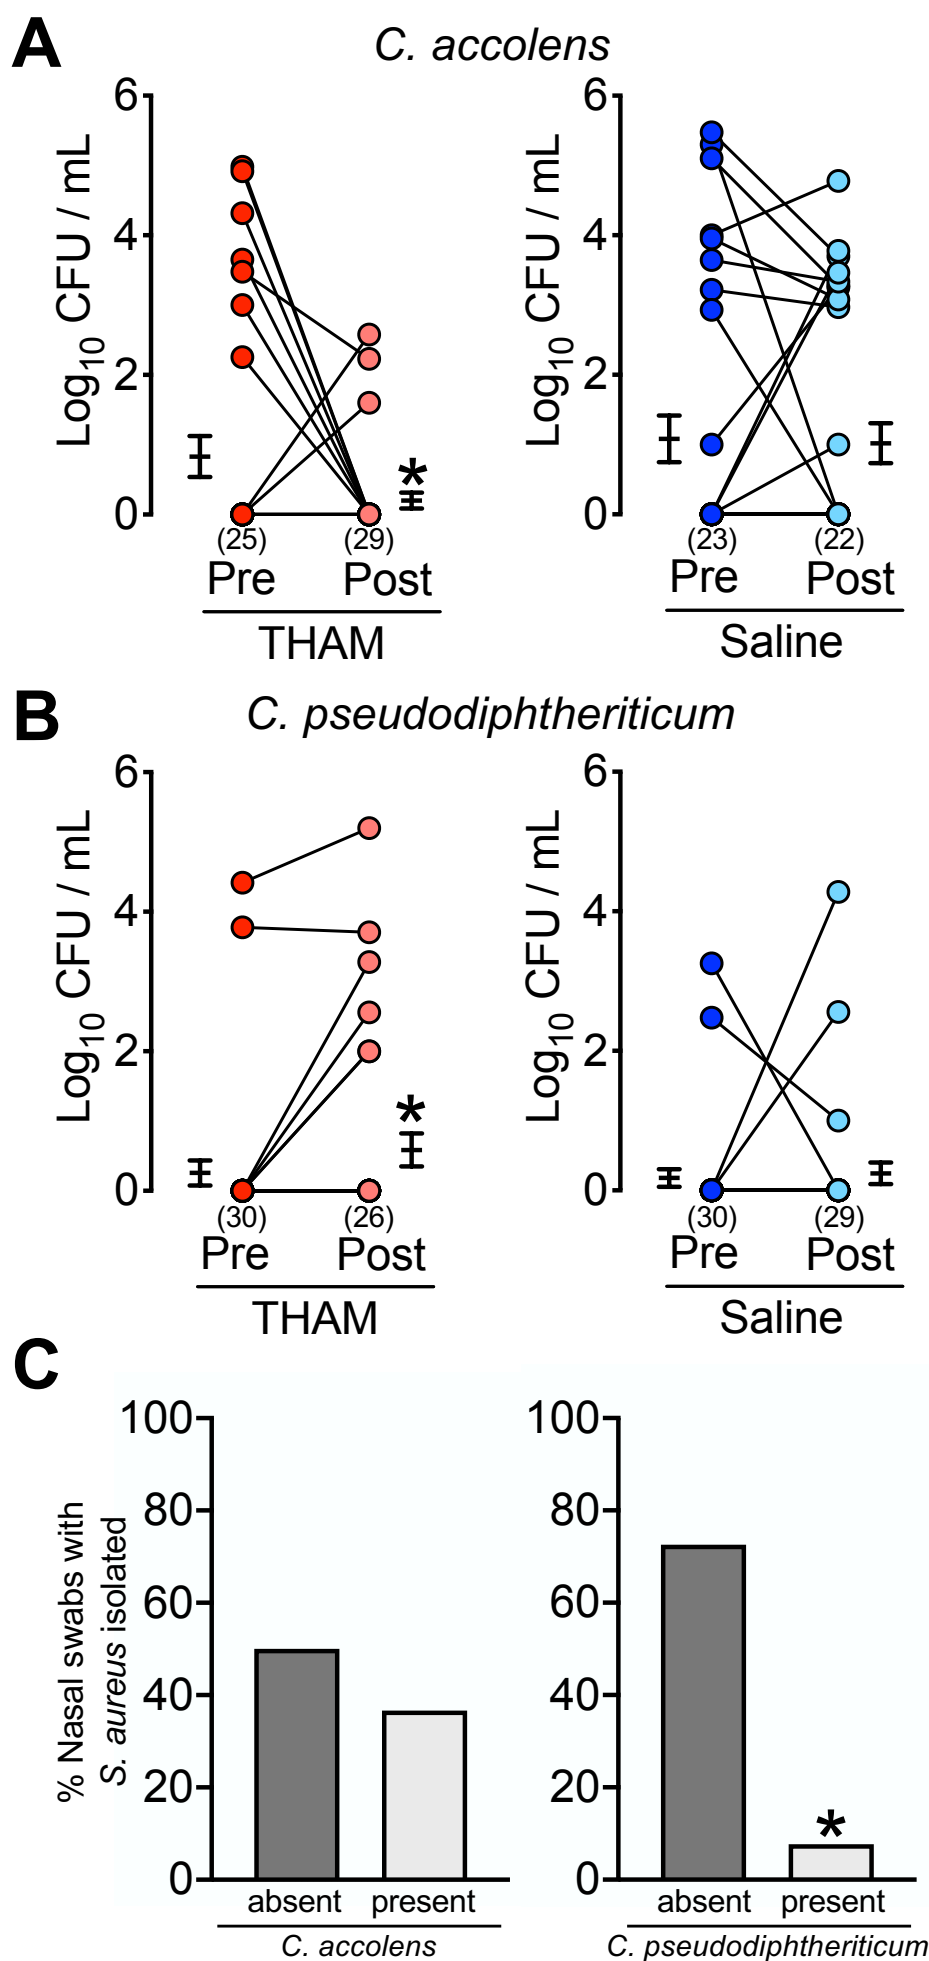 A
C. accolens
6
4
2
0
Log10 CFU / mL
*
(25) (29)
Pre Post
THAM
6
4
2
0
Log10 CFU / mL
(23) (22)
Pre Post
Saline
B
C. pseudodiphtheriticum
6
4
2
0
Log10 CFU / mL
*
(30) (26)
Pre Post
THAM
6
4
2
0
Log10 CFU / mL
(30) (29)
Pre Post
Saline
C
% Nasal swabs with
S. aureus isolated
100
80
60
40
20
0
absent present
C. accolens
100
80
60
40
20
0
*
absent present
C. pseudodiphtheriticum